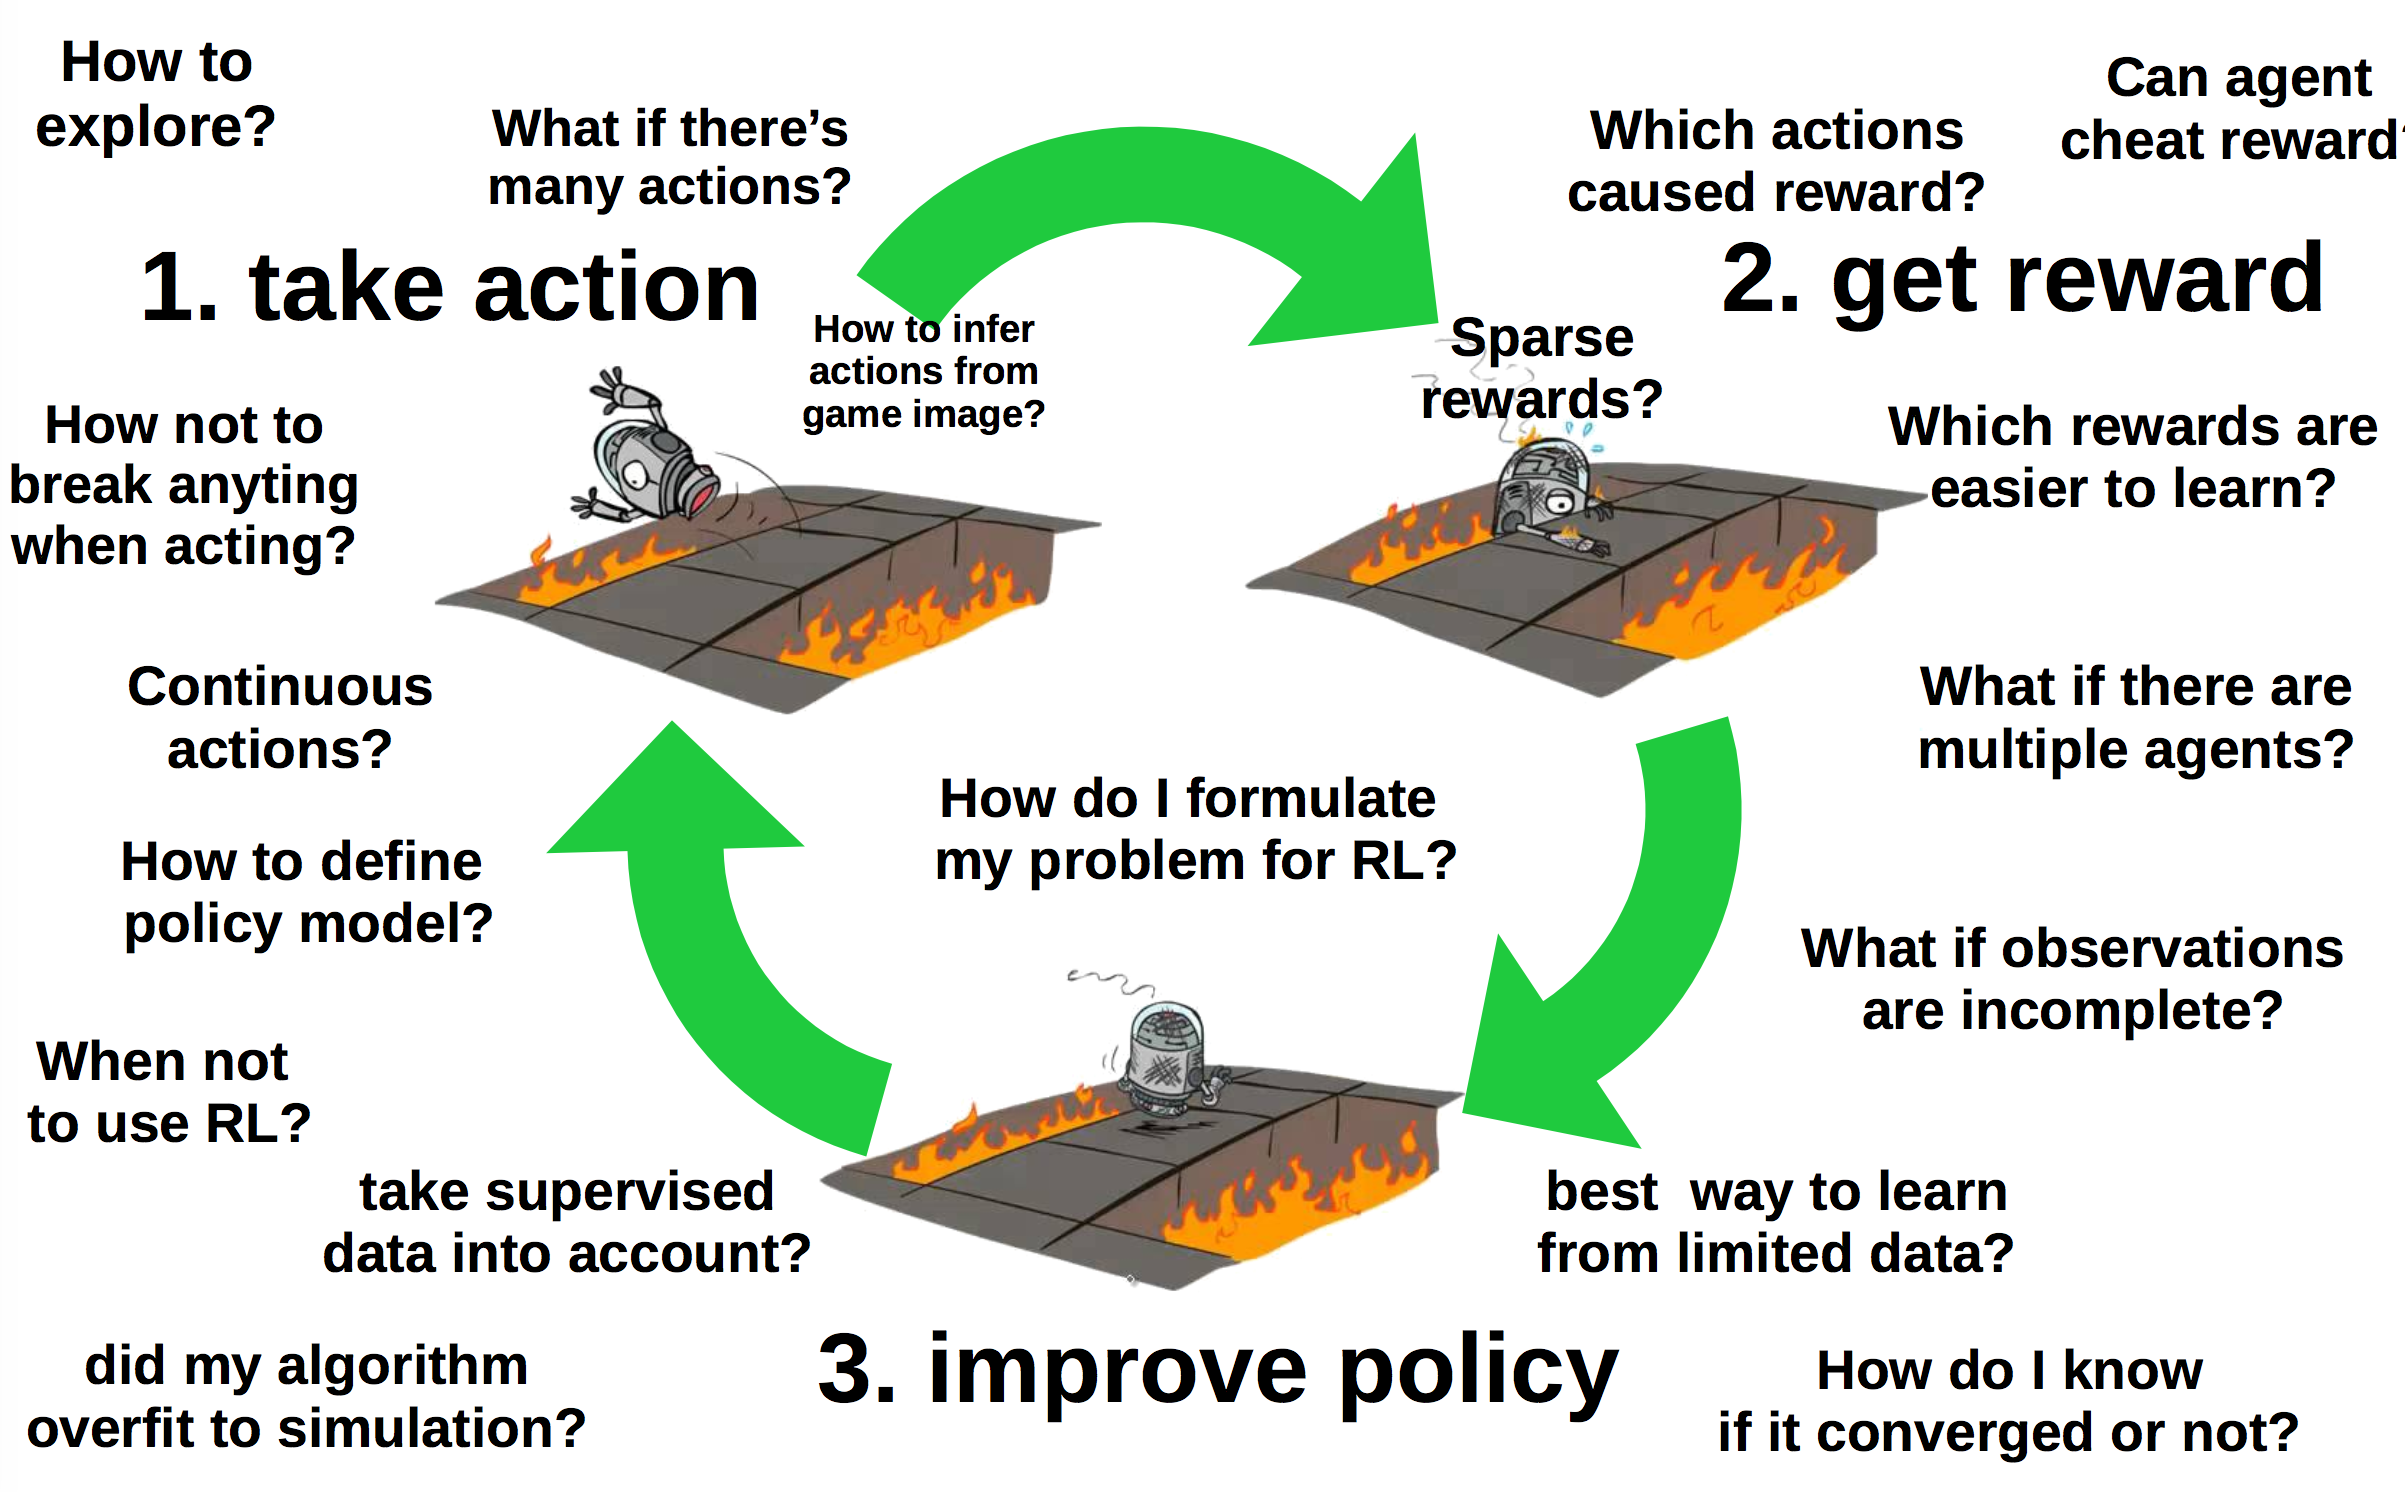 How to
explore?
What if there’s
many actions?
Which actions
caused reward?
Can agent
cheat reward?
1. take action
2. get reward
How to infer
actions from
game image?
Sparse
rewards?
How not to
break anyting
when acting?
Which rewards are
easier to learn?
Continuous
actions?
What if there are
multiple agents?
How do I formulate
my problem for RL?
How to define
policy model?
What if observations
are incomplete?
When not
to use RL?
take supervised
data into account?
best  way to learn
from limited data?
did my algorithm
overfit to simulation?
3. improve policy
How do I know
if it converged or not?